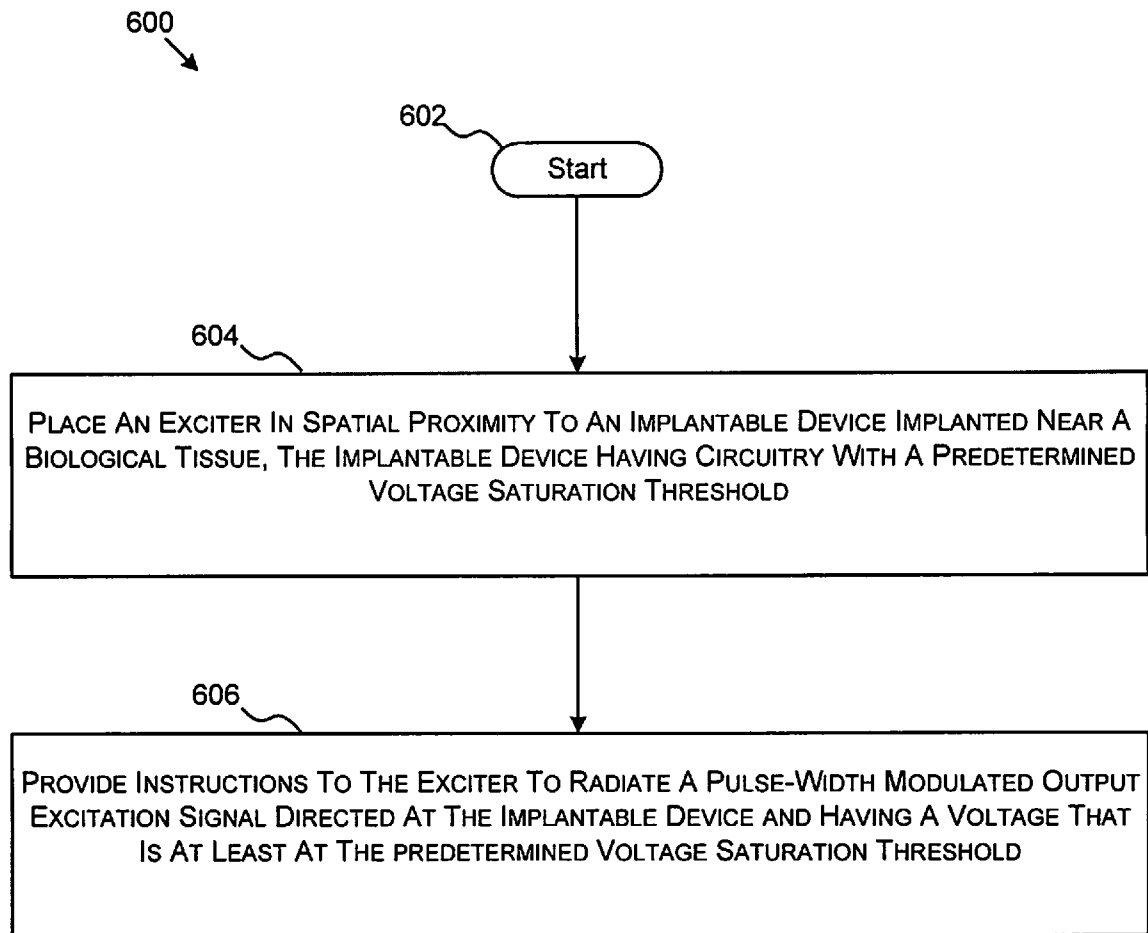 600
602
Start
604
PLACE AN EXCITER IN SPATIAL PROXIMITY TO AN IMPLANTABLE DEVICE IMPLANTED NEAR A
BIOLOGICAL TISSUE, THE IMPLANTABLE DEVICE HAVING CIRCUITRY WITH A PREDETERMINED
VOLTAGE SATURATION THRESHOLD
606
PROVIDE INSTRUCTIONS TO THE EXCITER TO RADIATE A PULSE-WIDTH MODULATED OUTPUT
EXCITATION SIGNAL DIRECTED AT THE IMPLANTABLE DEVICE AND HAVING A VOLTAGE THAT
IS AT LEAST AT THE PREDETERMINED VOLTAGE SATURATION THRESHOLD